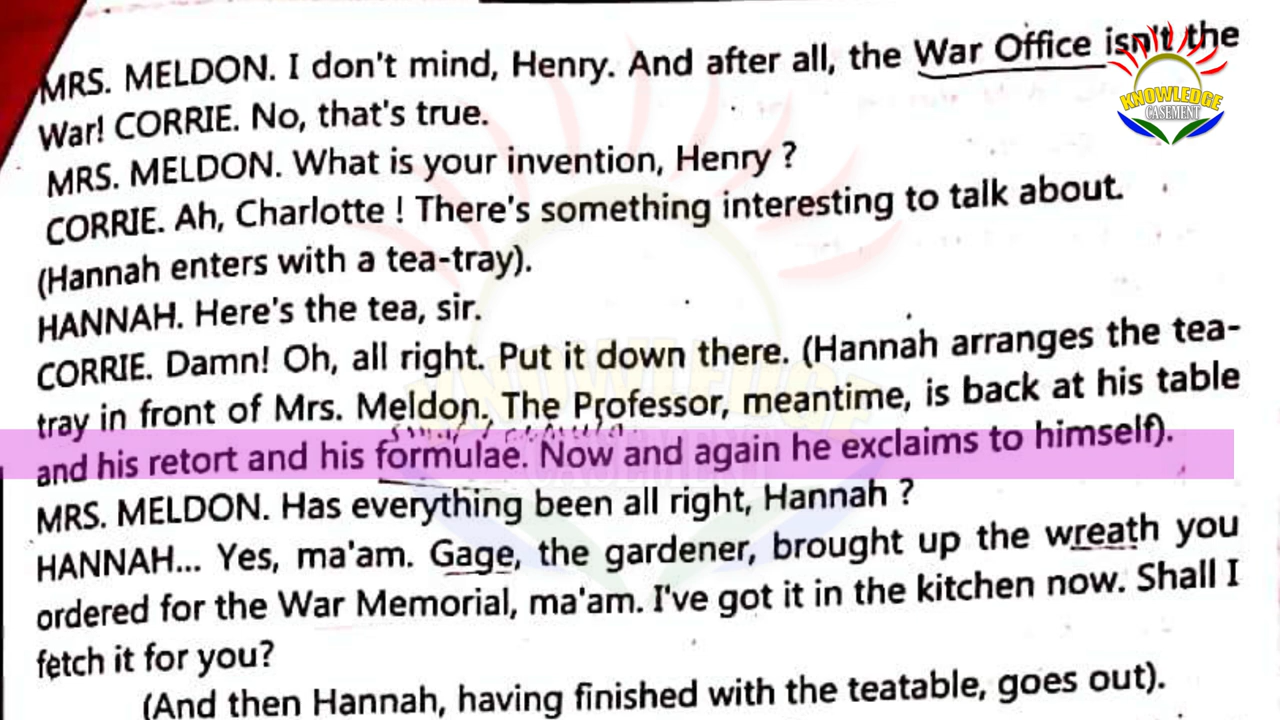 MRS. MELDON. I don't mind, Henry. And after all, the War Office isn't the
War! CORRIE. No, that's true.
MRS. MELDON. What is your invention, Henry ?
CORRIE. Ah, Charlotte ! There's something interesting to talk about.
(Hannah enters with a tea-tray).
HANNAH. Here's the tea, sir.
CORRIE. Damn! Oh, all right. Put it down there. (Hannah arranges the tea-
tray in front of Mrs. Meldon. The Professor, meantime, is back at his table
and his retort and his formulae. Now and again he exclaims to himself).
MRS. MELDON. Has everything been all right, Hannah ?
HANNAH... Yes, ma'am. Gage, the gardener, brought up the wreath you
ordered for the War Memorial, ma'am. I've got it in the kitchen now. Shall I
fetch it for you?
(And then Hannah, having finished with the teatable, goes out).
KNOWLEDGE
CASEMENT
KNOWLEDGE
CASEMENT